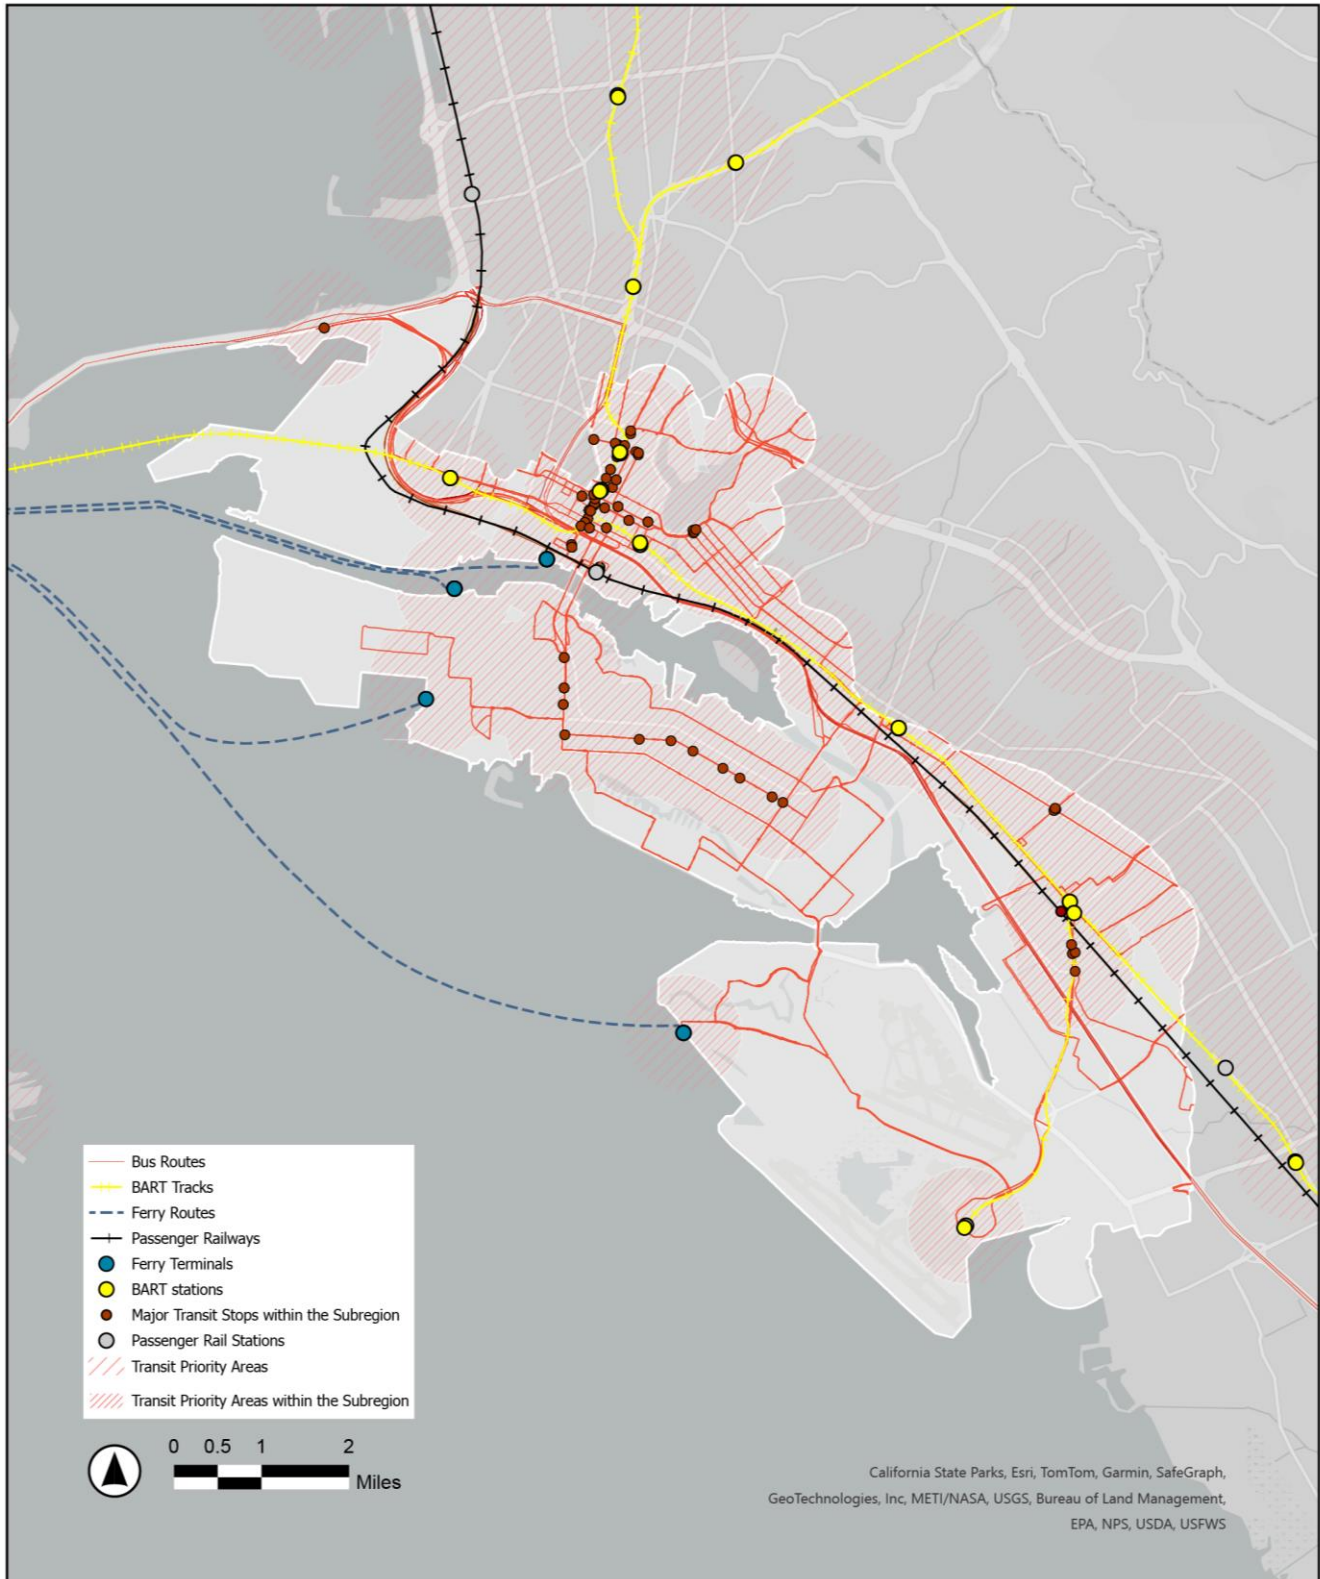 Bus Routes
BART Tracks
Ferry Routes
Passenger Railways
Ferry Terminals
BART stations
Major Transit Stops within the Subregion
Passenger Rail Stations
Transit Priority Areas
Transit Priority Areas within the Subregion
0 0.5 1 2
Miles
California State Parks, Esri, TomTom, Garmin, SafeGraph,
GeoTechnologies, Inc, METI/NASA, USGS, Bureau of Land Management,
EPA, NPS, USDA, USFWS